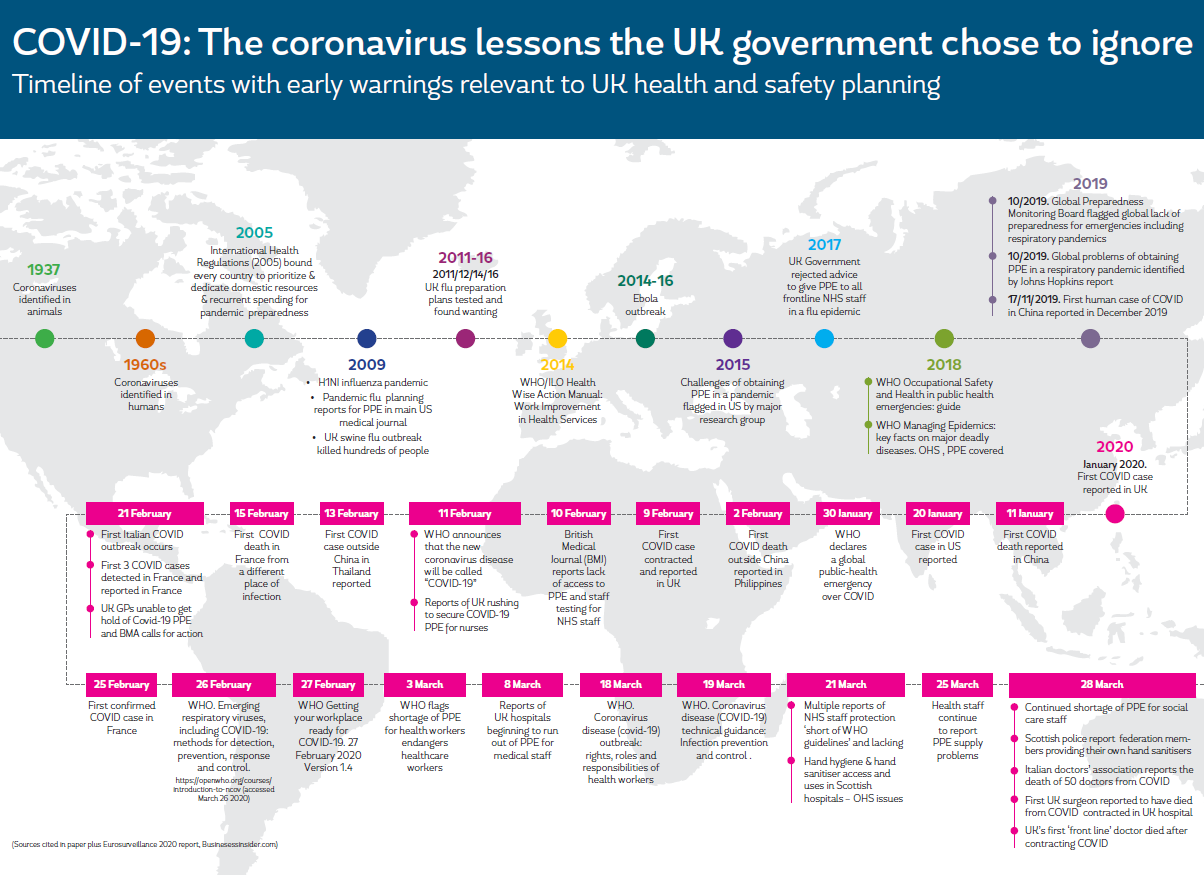 COVID-19: The coronavirus lessons the UK government chose to ignore
Timeline of events with early warnings relevant to UK health and safety planning
1937
Coronaviruses
identified in
animals
1960s
Coronaviruses
identified in
humans
2005
International Health
Regulations (2005) bound
every country to prioritize &
dedicate domestic resources
& recurrent spending for
pandemic preparedness
2009
• H1NI influenza pandemic
• Pandemic flu planning
reports for PPE in main US
medical journal
• UK swine flu outbreak
killed hundreds of people
2011-16
2011/12/14/16
UK flu preparation
plans tested and
found wanting
2014
WHO/ILO Health
Wise Action Manual:
Work Improvement
in Health Services
2014-16
Ebola
outbreak
2015
Challenges of obtaining
PPE in a pandemic
flagged in US by major
research group
2017
UK Government
rejected advice
to give PPE to all
frontline NHS staff
in a flu epidemic
2018
WHO Occupational Safety
and Health in public health
emergencies: guide
WHO Managing Epidemics:
key facts on major deadly
diseases. OHS , PPE covered
2019
10/2019. Global Preparedness
Monitoring Board flagged global lack of
preparedness for emergencies including
respiratory pandemics
10/2019. Global problems of obtaining
PPE in a respiratory pandemic identified
by Johns Hopkins report
17/11/2019. First human case of COVID
in China reported in December 2019
2020
January 2020.
First COVID case
reported in UK
21 February
First Italian COVID
outbreak occurs
First 3 COVID cases
detected in France and
reported in France
UK GPs unable to get
hold of Covid-19 PPE
and BMA calls for action
15 February
First COVID
death in
France from
a different
place of
infection
13 February
First COVID
case outside
China in
Thailand
reported
11 February
WHO announces
that the new
coronavirus disease
will be called
“COVID-19”
Reports of UK rushing
to secure COVID-19
PPE for nurses
10 February
British
Medical
Journal (BMJ)
reports lack
of access to
PPE and staff
testing for
NHS staff
9 February
First
COVID case
contracted
and reported
in UK
2 February
First
COVID death
outside China
reported in
Philippines
30 January
WHO
declares
a global
public-health
emergency
over COVID
20 January
First COVID
case in US
reported
11 January
First COVID
death reported
in China
25 February
First confirmed
COVID case in
France
26 February
WHO. Emerging
respiratory viruses,
including COVID-19:
methods for detection,
prevention, response
and control.
https://openwho.org/courses/
introduction-to-ncov (accessed
March 26 2020)
27 February
WHO Getting
your workplace
ready for
COVID-19. 27
February 2020
Version 1.4
3 March
WHO flags
shortage of PPE
for health workers
endangers
healthcare
workers
8 March
Reports of
UK hospitals
beginning to run
out of PPE for
medical staff
18 March
WHO.
Coronavirus
disease (covid-19)
outbreak:
rights, roles and
responsibilities of
health workers
19 March
WHO. Coronavirus
disease (COVID-19)
technical guidance:
Infection prevention
and control .
21 March
Multiple reports of
NHS staff protection
‘short of WHO
guidelines’ and lacking
Hand hygiene & hand
sanitiser access and
uses in Scottish
hospitals – OHS issues
25 March
Health staff
continue
to report
PPE supply
problems
28 March
Continued shortage of PPE for social
care staff
Scottish police report federation mem-
bers providing their own hand sanitisers
Italian doctors’ association reports the
death of 50 doctors from COVID
First UK surgeon reported to have died
from COVID contracted in UK hospital
UK’s first ‘front line’ doctor died after
contracting COVID
(Sources cited in paper plus Eurosurveillance 2020 report, Businesessinsider.com)